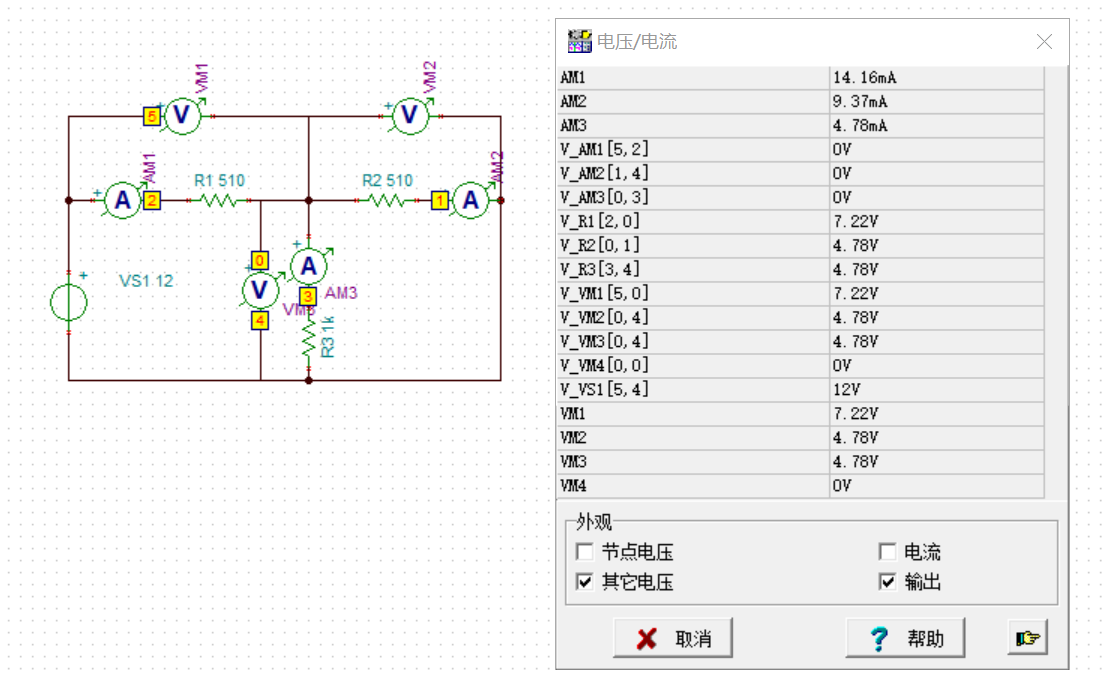 VM1
VM2
5
V
V
AM1
AM2
R1 510
R2 510
A
2
1
A
VS1 12
0
A
V
VM3
3
AM3
4
R3 1k
电压/电流
AM1 14.16mA
AM2 9.37mA
AM3 4.78mA
V_AM1[5,2] 0V
V_AM2[1,4] 0V
V_AM3[0,3] 0V
V_R1[2,0] 7.22V
V_R2[0,1] 4.78V
V_R3[3,4] 4.78V
V_VM1[5,0] 7.22V
V_VM2[0,4] 4.78V
V_VM3[0,4] 4.78V
V_VM4[0,0] 0V
V_VS1[5,4] 12V
VM1 7.22V
VM2 4.78V
VM3 4.78V
VM4 0V
外观
节点电压 电流
其它电压 输出
取消 帮助